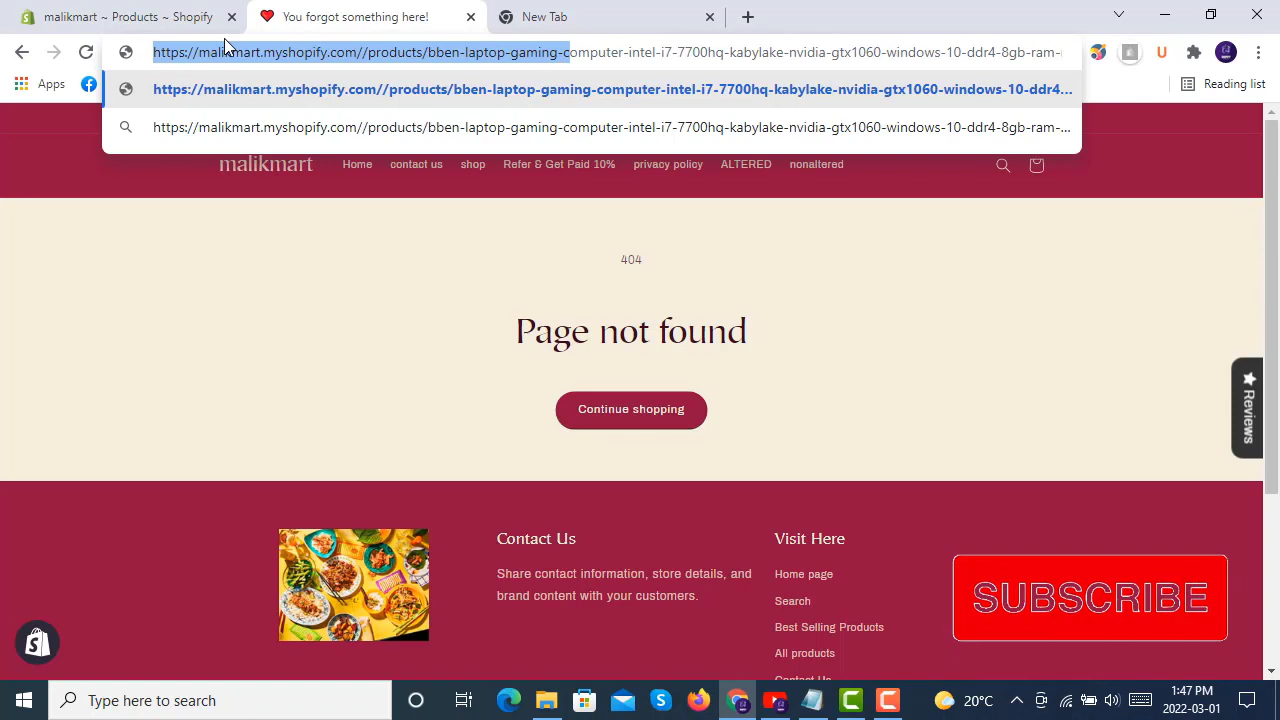 malikmart ~ Products ~ Shopify
You forgot something here!
New Tab
https://malikmart.myshopify.com//products/bben-laptop-gaming-computer-intel-i7-7700hq-kabylake-nvidia-gtx1060-windows-10-ddr4-8gb-ram-
Apps
Reading list
https://malikmart.myshopify.com//products/bben-laptop-gaming-computer-intel-i7-7700hq-kabylake-nvidia-gtx1060-windows-10-ddr4...
https://malikmart.myshopify.com//products/bben-laptop-gaming-computer-intel-i7-7700hq-kabylake-nvidia-gtx1060-windows-10-ddr4-8gb-ram-...
malikmart Home contact us shop Refer & Get Paid 10% privacy policy ALTERED nonaltered
404
Page not found
Continue shopping
Reviews
Contact Us
Share contact information, store details, and
brand content with your customers.
Visit Here
Home page
Search
Best Selling Products
All products
Contact Us
SUBSCRIBE
Type here to search
20°C
1:47 PM
2022-03-01